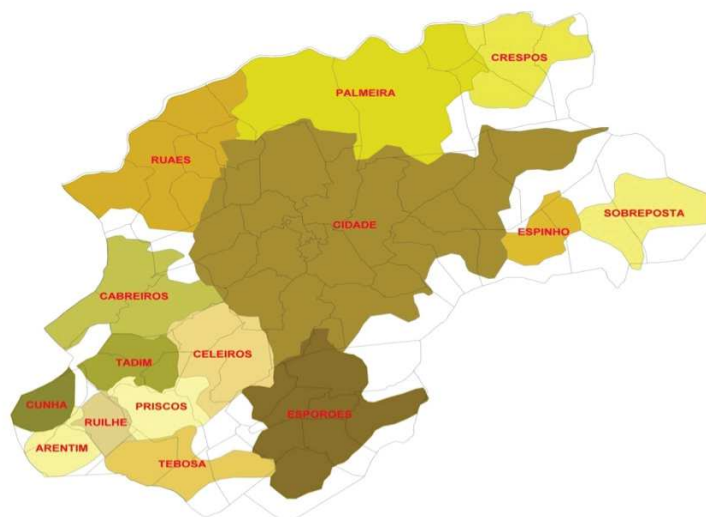 CRESPOS
PALMEIRA
RUAES
SOBREPOSTA
CIDADE
ESPINHO
CABREIROS
CELEIROS
TADIM
CUNHA
PRISCOS
ESPOROES
RUILHE
ARENTIM
TEBOSA